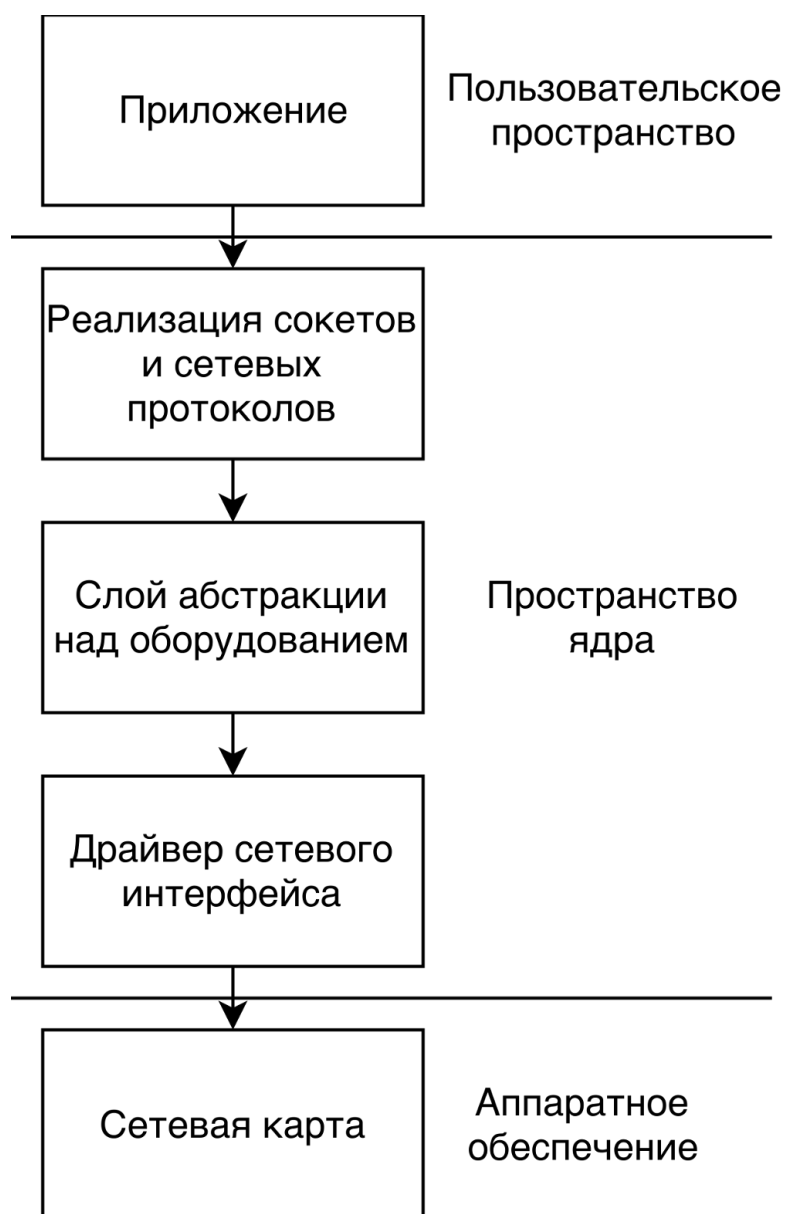 Приложение
Пользовательское
пространство
Реализация сокетов
и сетевых
протоколов
Слой абстракции
над оборудованием
Пространство
ядра
Драйвер сетевого
интерфейса
Сетевая карта
Аппаратное
обеспечение